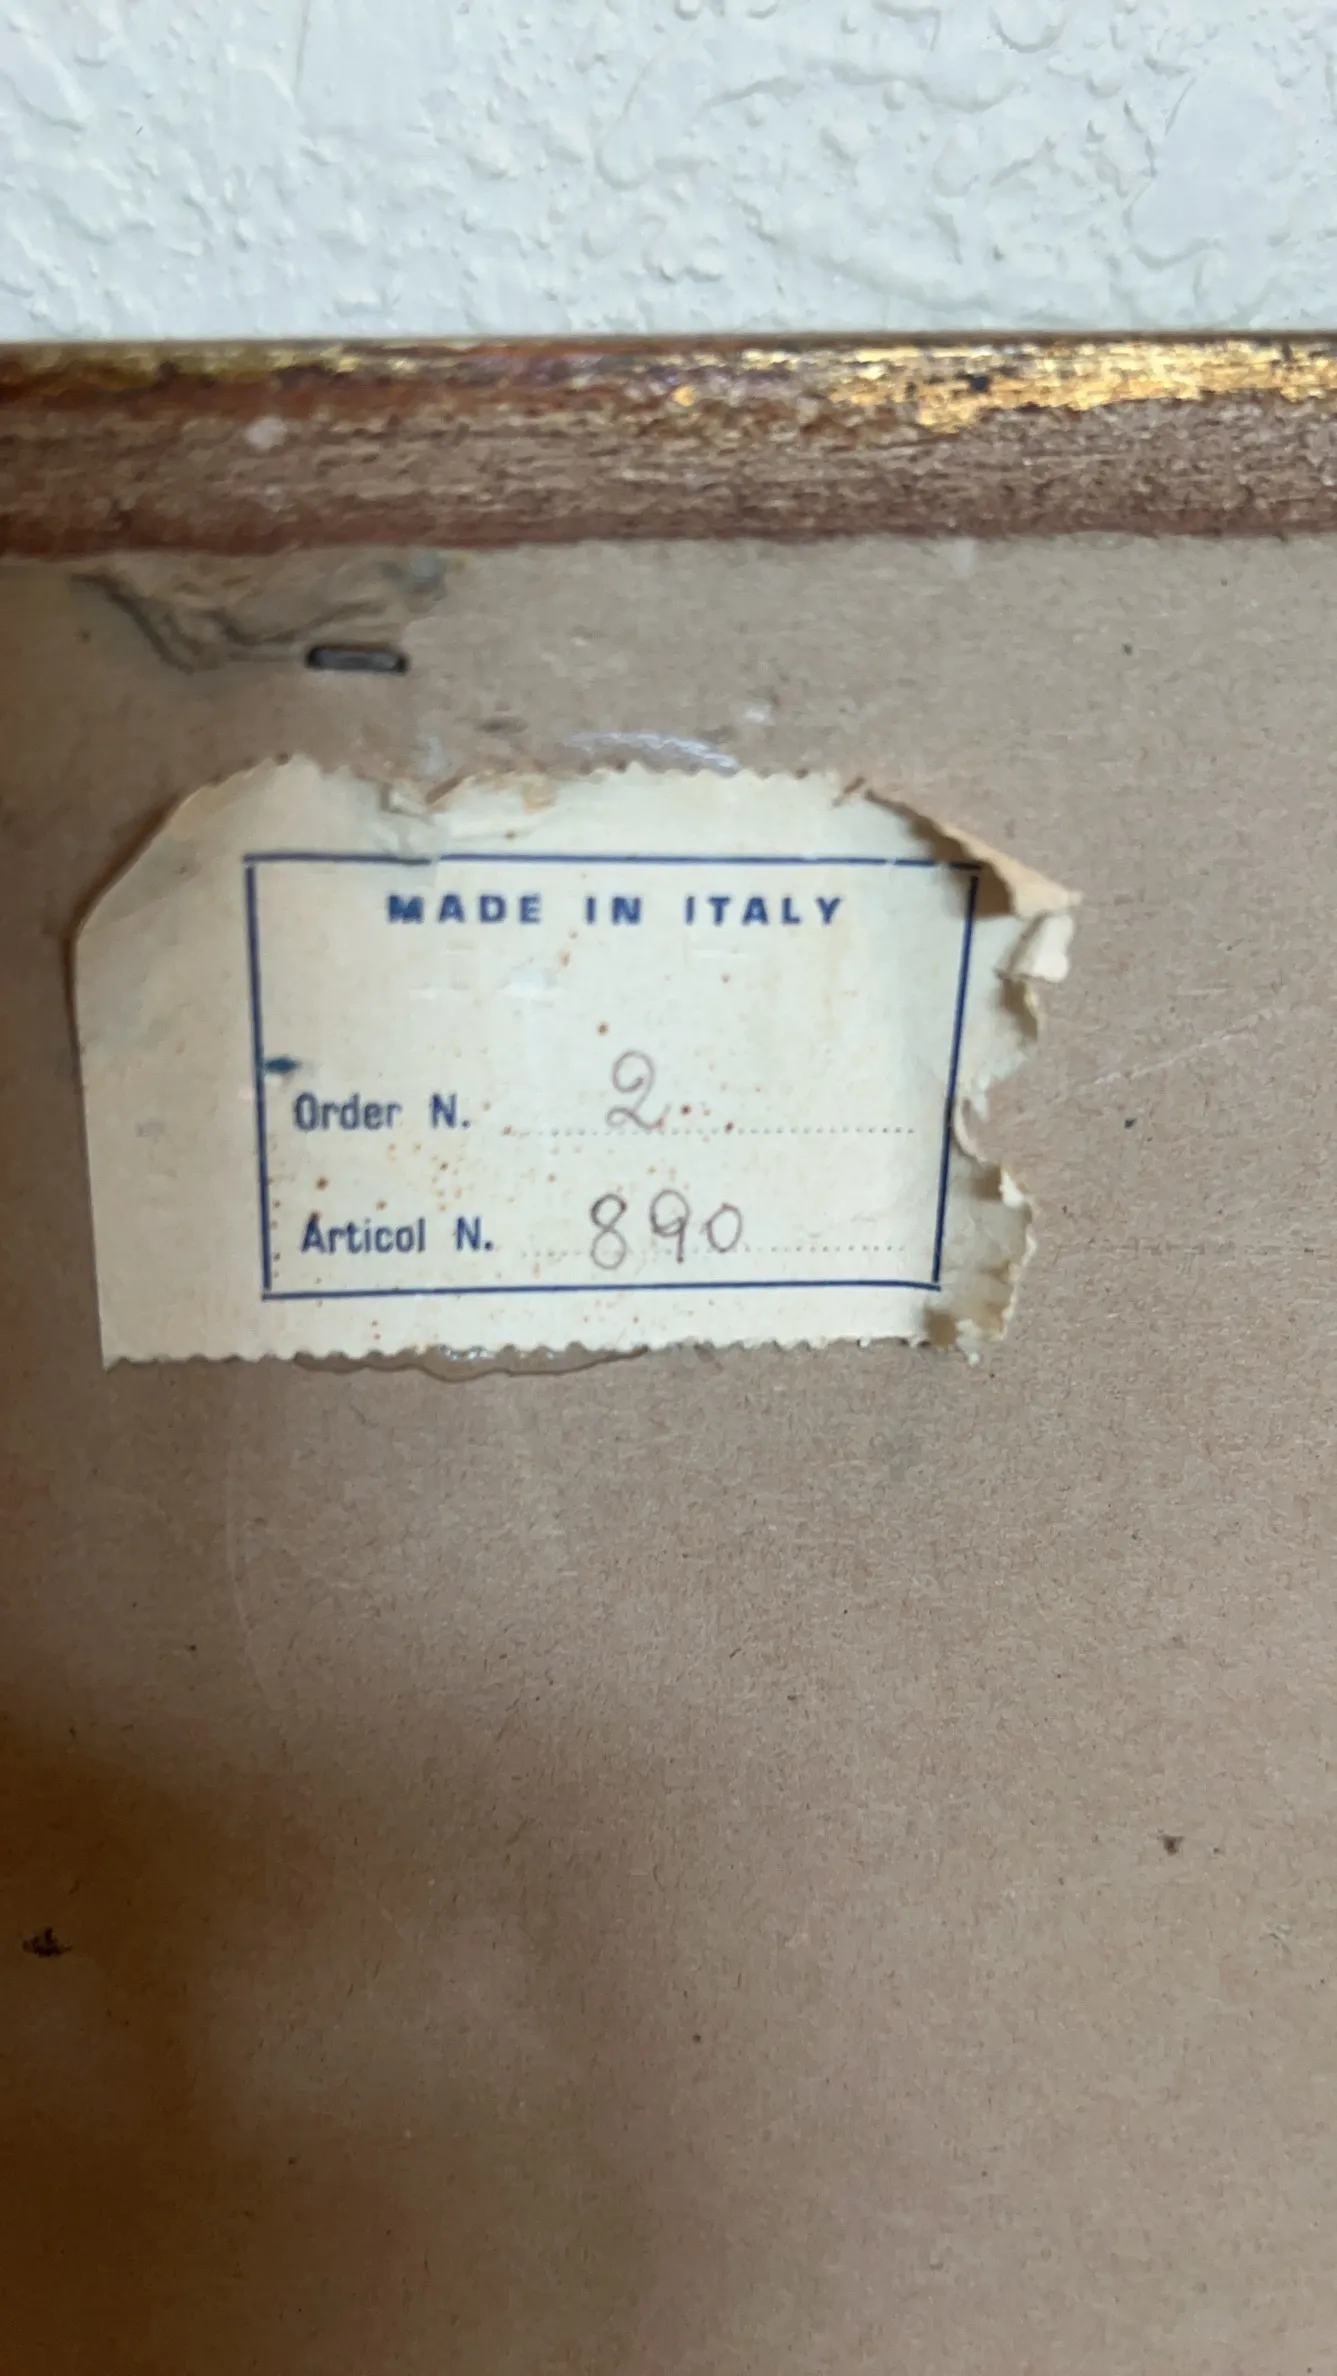 MADE IN ITALY
Order N. 2
Articol N. 890